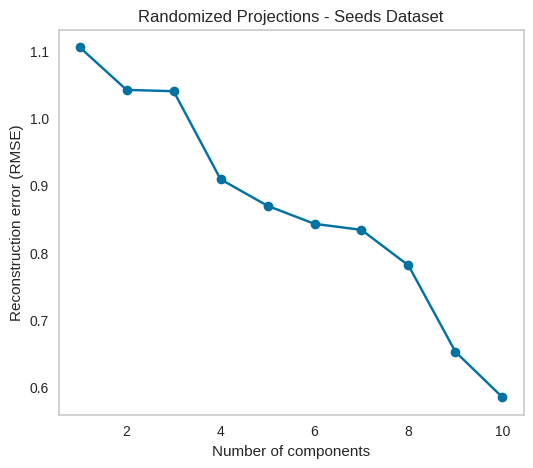 Randomized Projections - Seeds Dataset
1.1
1.0
0.9
0.8
0.7
0.6
Reconstruction error (RMSE)
2 4 6 8 10
Number of components